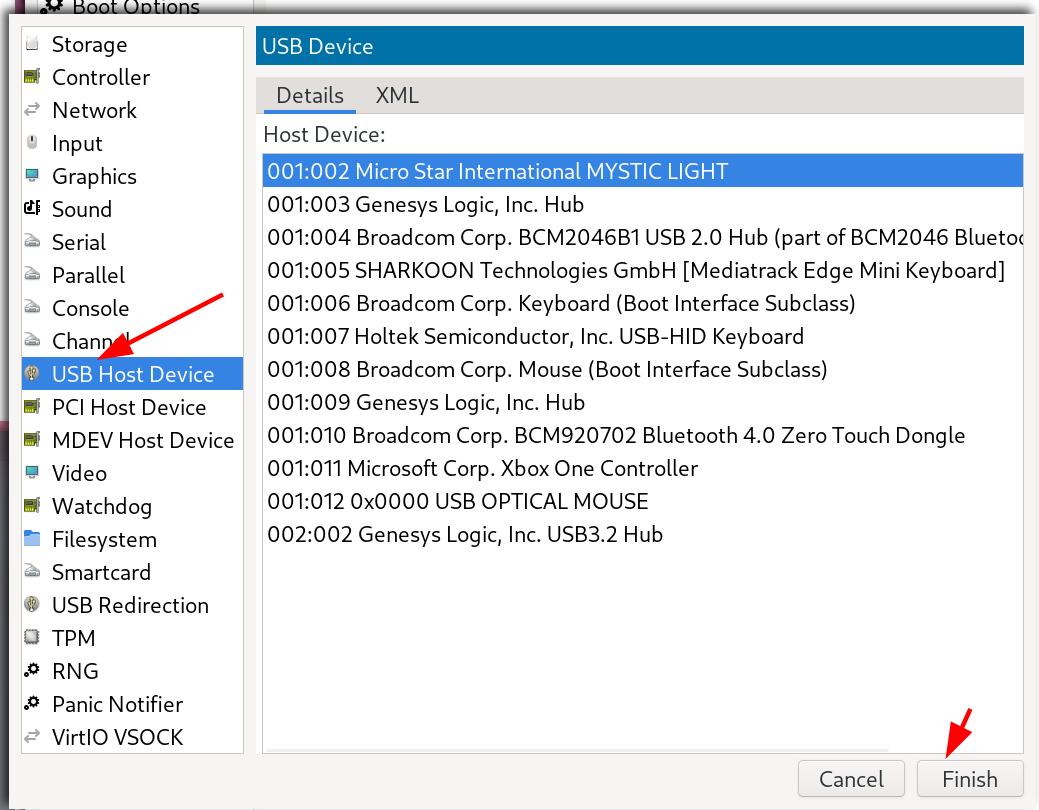 Boot Options
Storage
Controller
Network
Input
Graphics
Sound
Serial
Parallel
Console
Channel
USB Host Device
PCI Host Device
MDEV Host Device
Video
Watchdog
Filesystem
Smartcard
USB Redirection
TPM
RNG
Panic Notifier
VirtIO VSOCK
USB Device
Details XML
Host Device:
001:002 Micro Star International MYSTIC LIGHT
001:003 Genesys Logic, Inc. Hub
001:004 Broadcom Corp. BCM2046B1 USB 2.0 Hub (part of BCM2046 Bluetoo
001:005 SHARKOON Technologies GmbH [Mediatrack Edge Mini Keyboard]
001:006 Broadcom Corp. Keyboard (Boot Interface Subclass)
001:007 Holtek Semiconductor, Inc. USB-HID Keyboard
001:008 Broadcom Corp. Mouse (Boot Interface Subclass)
001:009 Genesys Logic, Inc. Hub
001:010 Broadcom Corp. BCM920702 Bluetooth 4.0 Zero Touch Dongle
001:011 Microsoft Corp. Xbox One Controller
001:012 0x0000 USB OPTICAL MOUSE
002:002 Genesys Logic, Inc. USB3.2 Hub
Cancel Finish